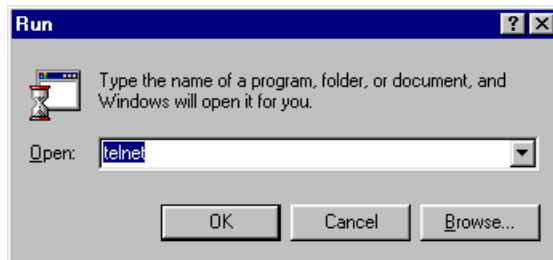 Run
Type the name of a program, folder, or document, and
Windows will open it for you.
Open: telnet
OK Cancel Browse...